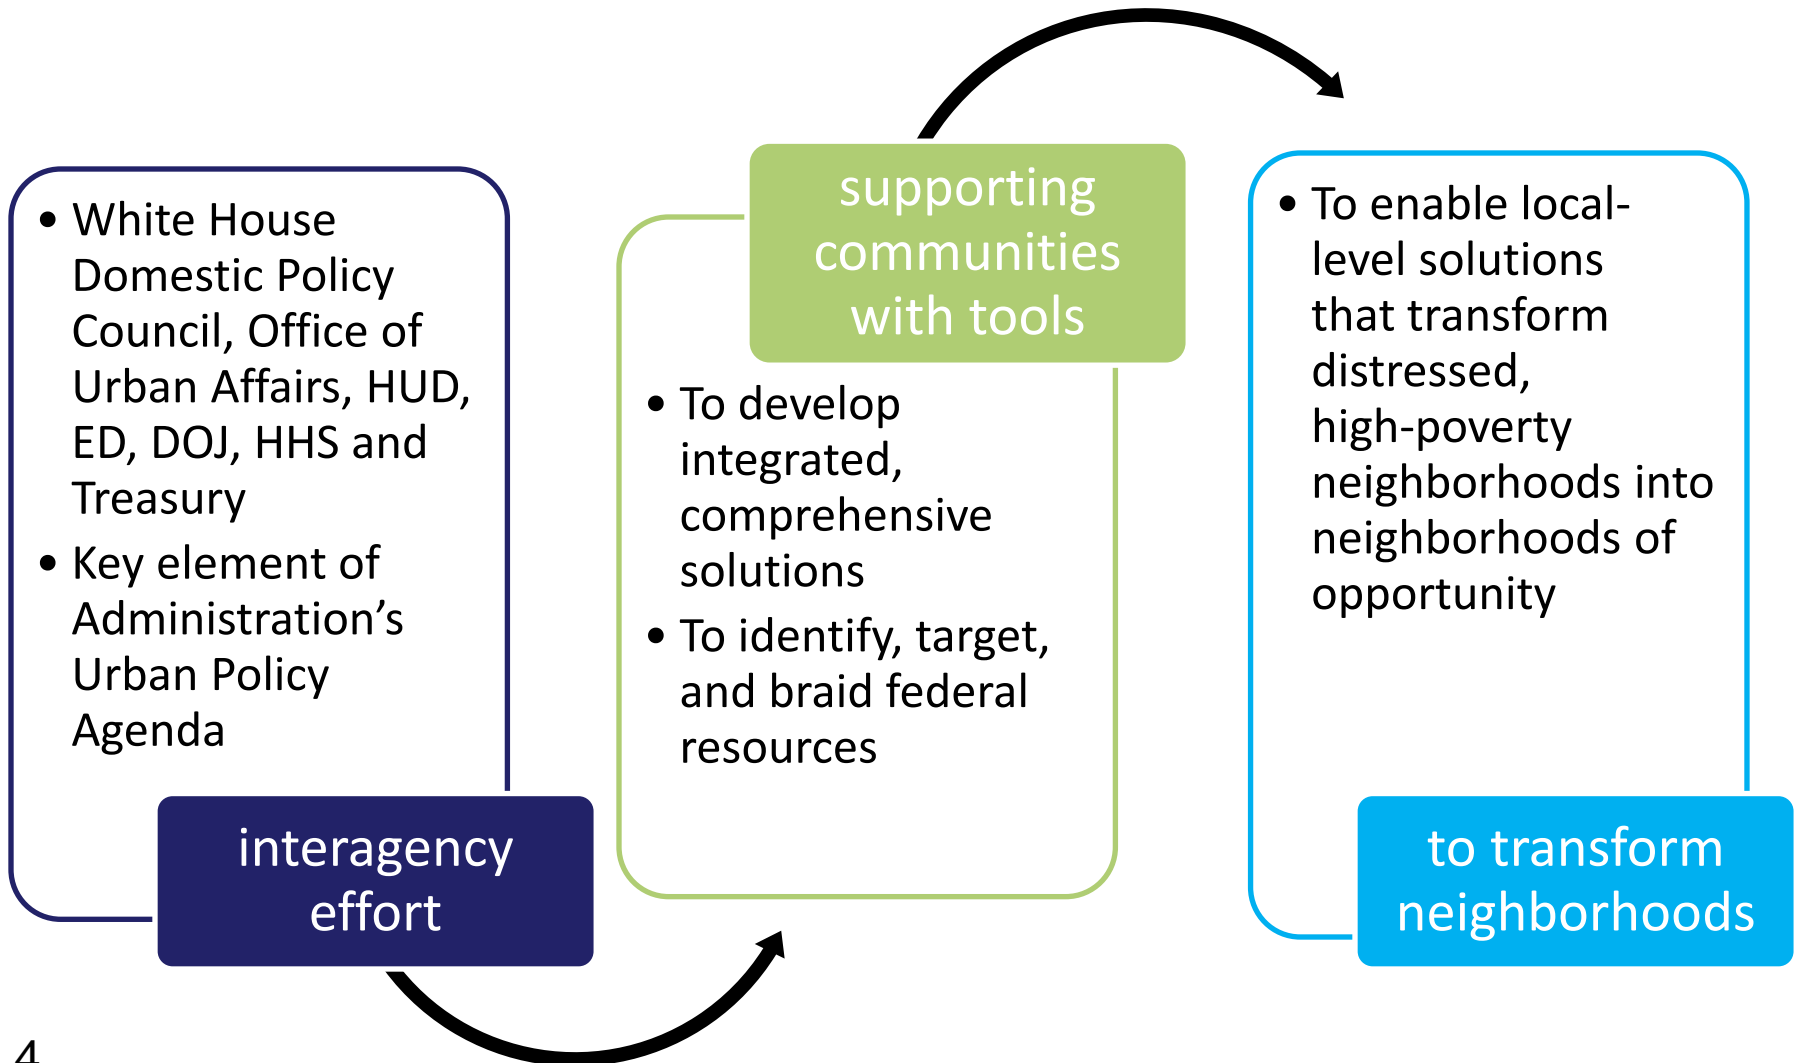 • White House
Domestic Policy
Council, Office of
Urban Affairs, HUD,
ED, DOJ, HHS and
Treasury
• Key element of
Administration’s
Urban Policy
Agenda
interagency
effort
supporting
communities
with tools
• To develop
integrated,
comprehensive
solutions
• To identify, target,
and braid federal
resources
• To enable local-
level solutions
that transform
distressed,
high-poverty
neighborhoods into
neighborhoods of
opportunity
to transform
neighborhoods
4